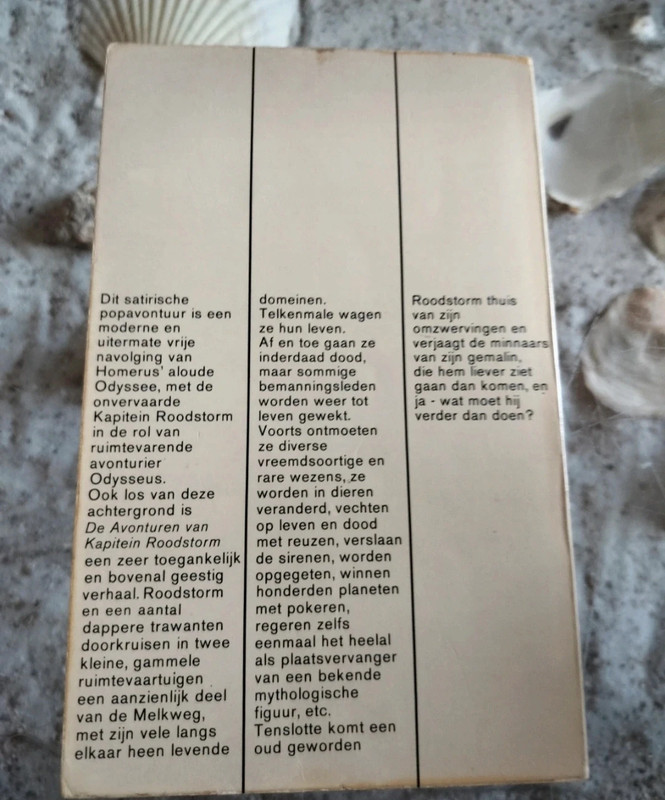 Dit satirische
popavontuur is een
moderne en
uitermate vrije
navolging van
Homerus' aloude
Odyssee, met de
onvervaarde
Kapitein Roodstorm
in de rol van
ruimtevarende
avonturier
Odysseus.
Ook los van deze
achtergrond is
De Avonturen van
Kapitein Roodstorm
een zeer toegankelijk
en bovenal geestig
verhaal. Roodstorm
en een aantal
dappere trawanten
doorkruisen in twee
kleine, gammele
ruimtevaartuigen
een aanzienlijk deel
van de Melkweg,
met zijn vele langs
elkaar heen levende
domeinen.
Telkenmale wagen
ze hun leven.
Af en toe gaan ze
inderdaad dood,
maar sommige
bemanningsleden
worden weer tot
leven gewekt.
Voorts ontmoeten
ze diverse
vreemdsoortige en
rare wezens, ze
worden in dieren
veranderd, vechten
op leven en dood
met reuzen, verslaan
de sirenen, worden
opgegeten, winnen
honderden planeten
met pokeren,
regeren zelfs
eenmaal het heelal
als plaatsvervanger
van een bekende
mythologische
figuur, etc.
Tenslotte komt een
oud geworden
Roodstorm thuis
van zijn
omzwervingen en
verjaagt de minnaars
van zijn gemalin,
die hem liever ziet
gaan dan komen, en
ja - wat moet hij
verder dan doen?